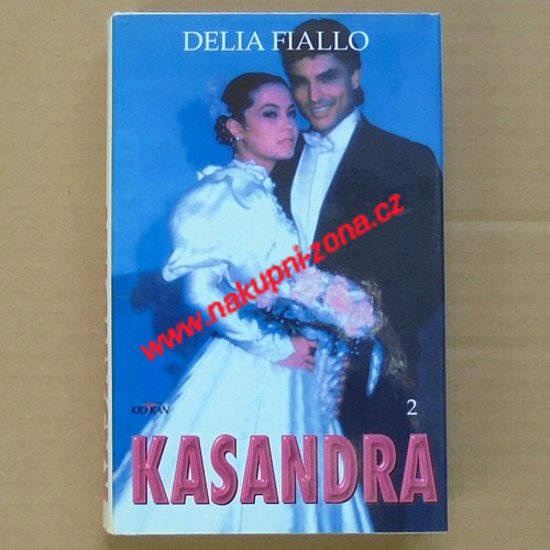 DELIA FIALLO
www.nakupni-zona.cz
2
KASANDRA